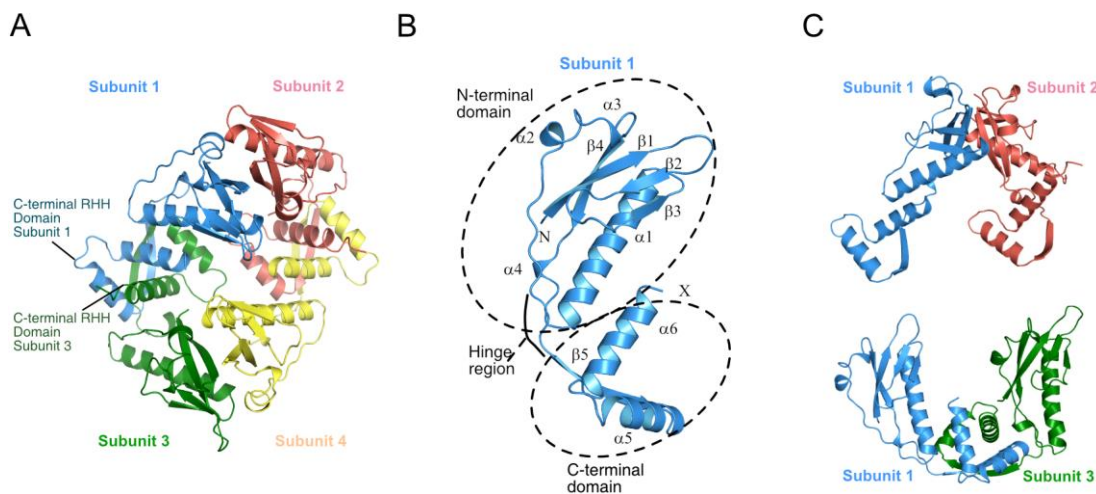 A
B
C
Subunit 1
Subunit 2
C-terminal RHH
Domain
Subunit 1
C-terminal RHH
Domain
Subunit 3
Subunit 3
Subunit 4
Subunit 1
N-terminal
domain
α3
α2
β4
β1
β2
β3
N
α1
α4
X
α6
Hinge
region
β5
α5
C-terminal
domain
Subunit 1
Subunit 2
Subunit 1
Subunit 3